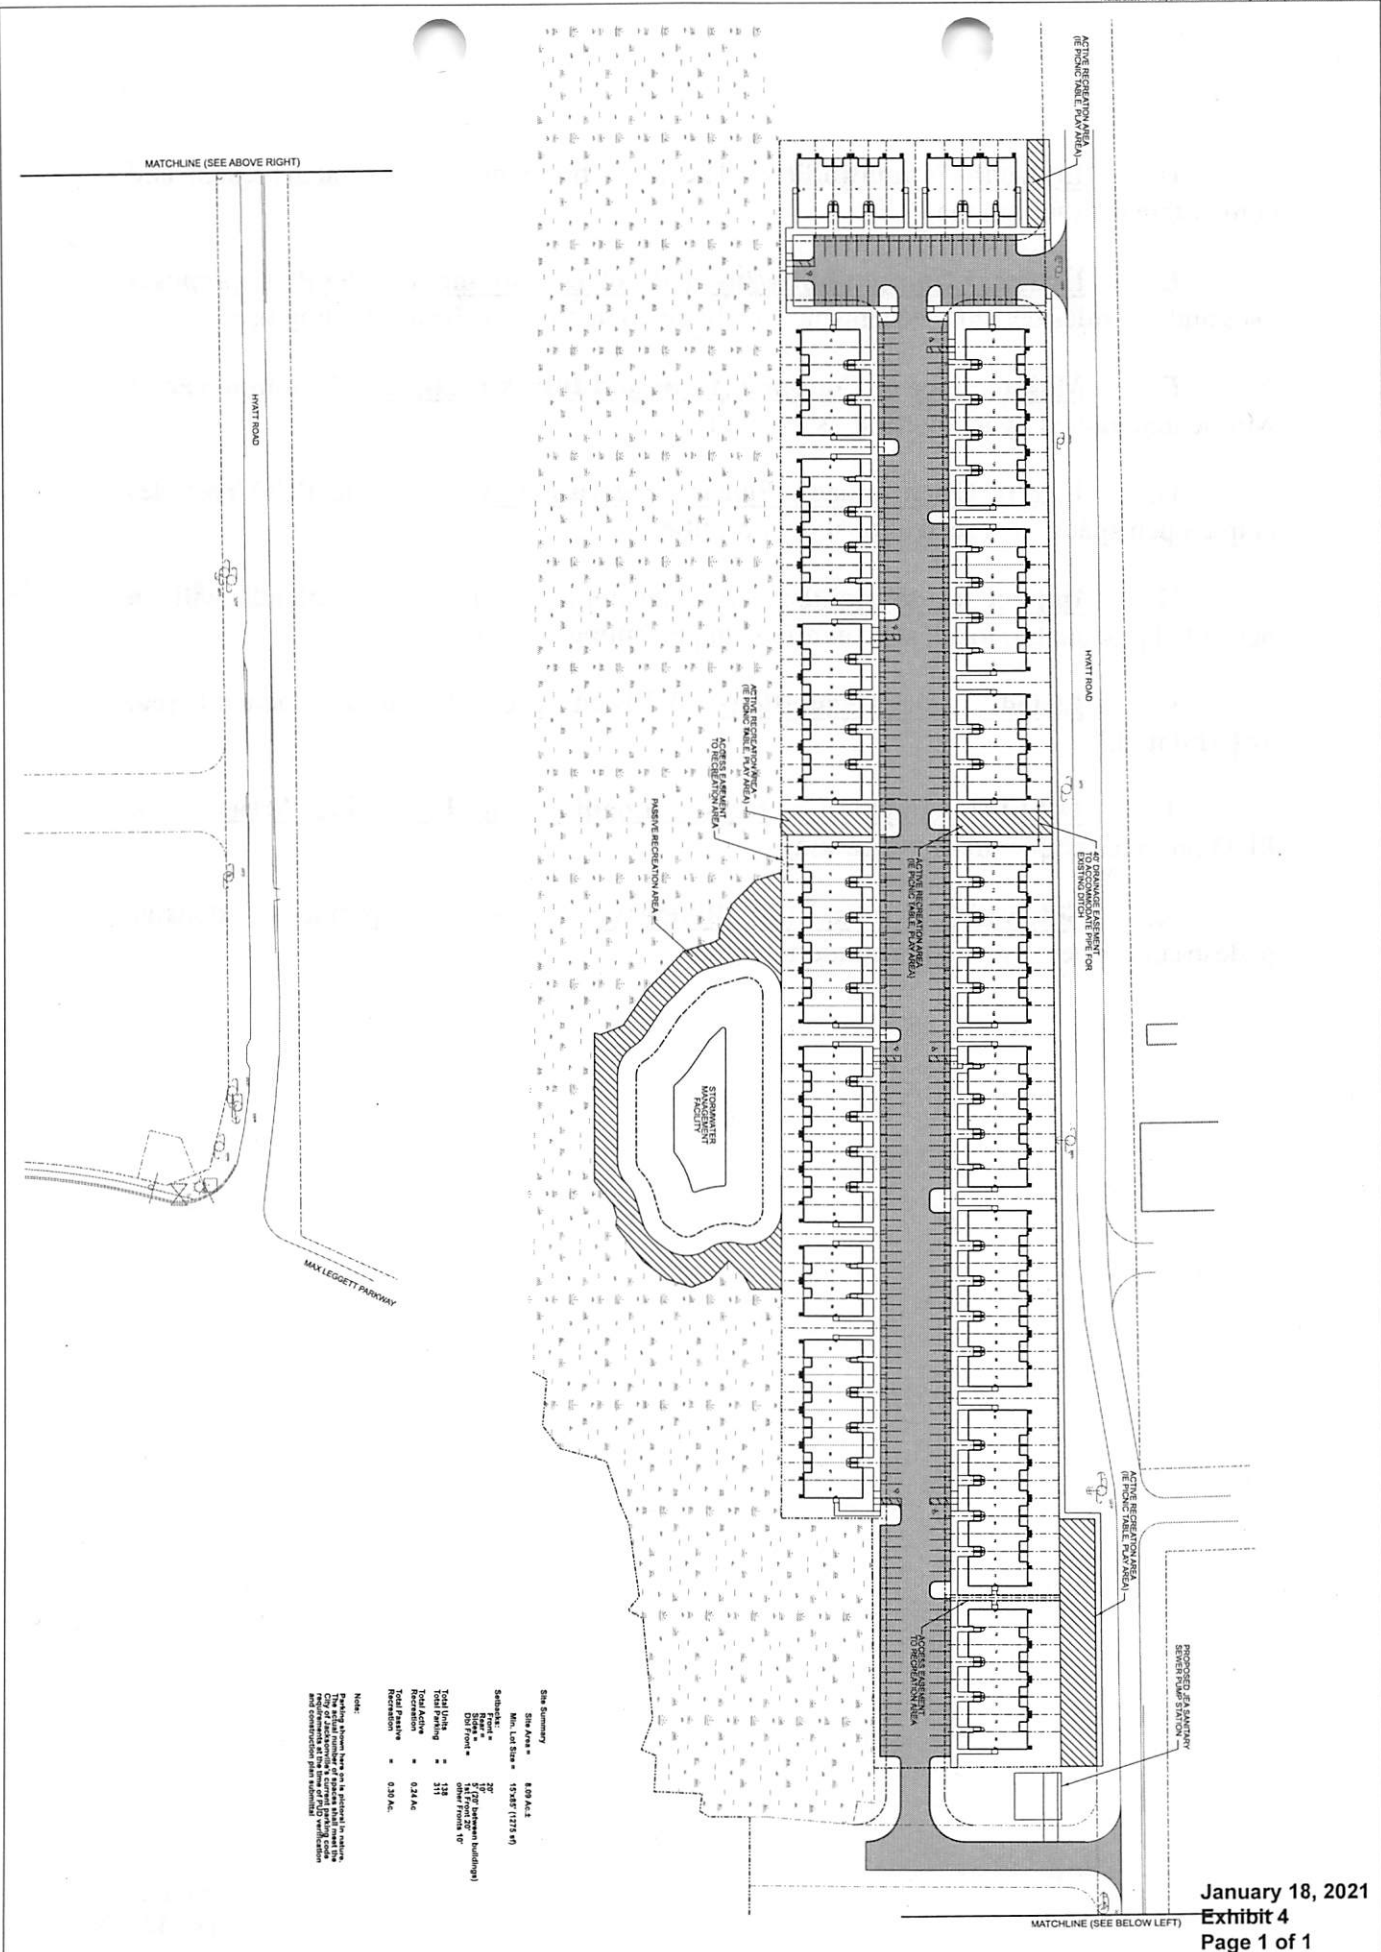 MATCHLINE (SEE ABOVE RIGHT)
HYATT ROAD
MAX LEGGETT PARKWAY
ACTIVE RECREATION AREA
(IE PICNIC TABLE, PLAY AREA)
HYATT ROAD
40' DRAINAGE EASEMENT
TO ACCOMMODATE PIPE FOR
EXISTING DITCH
ACTIVE RECREATION AREA
(IE PICNIC TABLE, PLAY AREA)
ACCESS EASEMENT
TO RECREATION AREA
PASSIVE RECREATION AREA
ACTIVE RECREATION AREA
(IE PICNIC TABLE, PLAY AREA)
STORMWATER
MANAGEMENT
FACILITY
ACTIVE RECREATION AREA
(IE PICNIC TABLE, PLAY AREA)
ACCESS EASEMENT
TO RECREATION AREA
PROPOSED JEA SANITARY
SEWER PUMP STATION
Site Summary
Site Area = 8.09 Ac.±
Min. Lot Size = 15'x85' (1275 sf)
Setbacks:
Front = 20'
Rear = 10'
Sides = 5' (20' between buildings)
Dbl Front = 1st Front 20'
other Fronts 10'
Total Units = 138
Total Parking = 311
Total Active
Recreation = 0.24 Ac
Total Passive
Recreation = 0.30 Ac.
Note:
Parking shown here on is pictorial in nature.
The actual number of spaces shall meet the
City of Jacksonville's current parking code
requirements at the time of PUD verification
and construction plan submittal
MATCHLINE (SEE BELOW LEFT)
January 18, 2021
Exhibit 4
Page 1 of 1